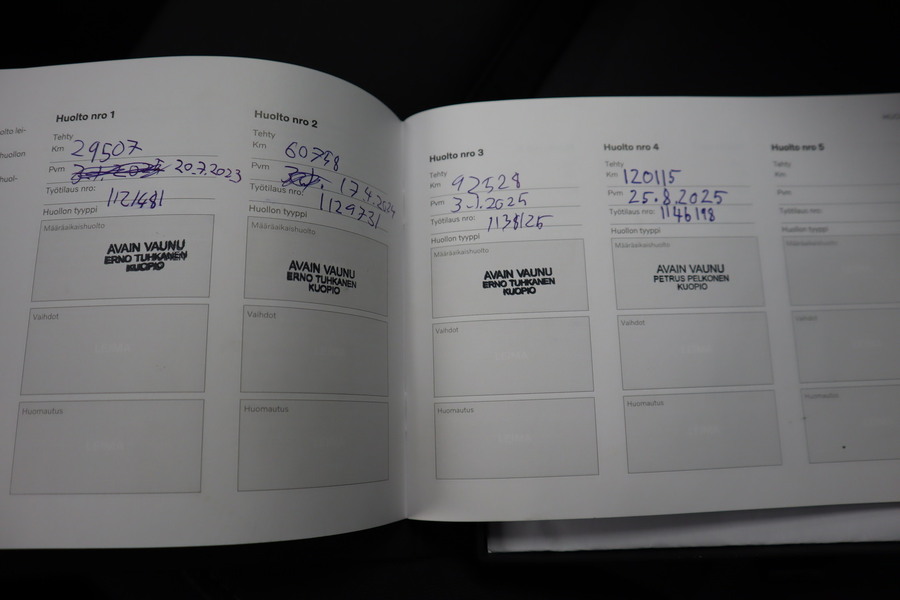 Huolto nro 1
Tehty
Km 29507
Pvm 20.7.2023
Työtilaus nro: 1121481
Huollon tyyppi
Määräaikaishuolto
AVAIN VAUNU
ERNO TUHKANEN
KUOPIO
Vaihdot
Huomautus
Huolto nro 2
Tehty
Km 60758
Pvm 17.4.2024
Työtilaus nro: 1129731
Huollon tyyppi
Määräaikaishuolto
AVAIN VAUNU
ERNO TUHKANEN
KUOPIO
Vaihdot
Huomautus
Huolto nro 3
Tehty
Km 92528
Pvm 3.1.2025
Työtilaus nro: 1138125
Huollon tyyppi
Määräaikaishuolto
AVAIN VAUNU
ERNO TUHKANEN
KUOPIO
Vaihdot
Huomautus
Huolto nro 4
Tehty
Km 120115
Pvm 25.8.2025
Työtilaus nro: 1146198
Huollon tyyppi
Määräaikaishuolto
AVAIN VAUNU
PETRUS PELKONEN
KUOPIO
Vaihdot
Huomautus
Huolto nro 5
Tehty
Km
Pvm
Työtilaus nro:
Huollon tyyppi
Määräaikaishuolto
Vaihdot
Huomautus